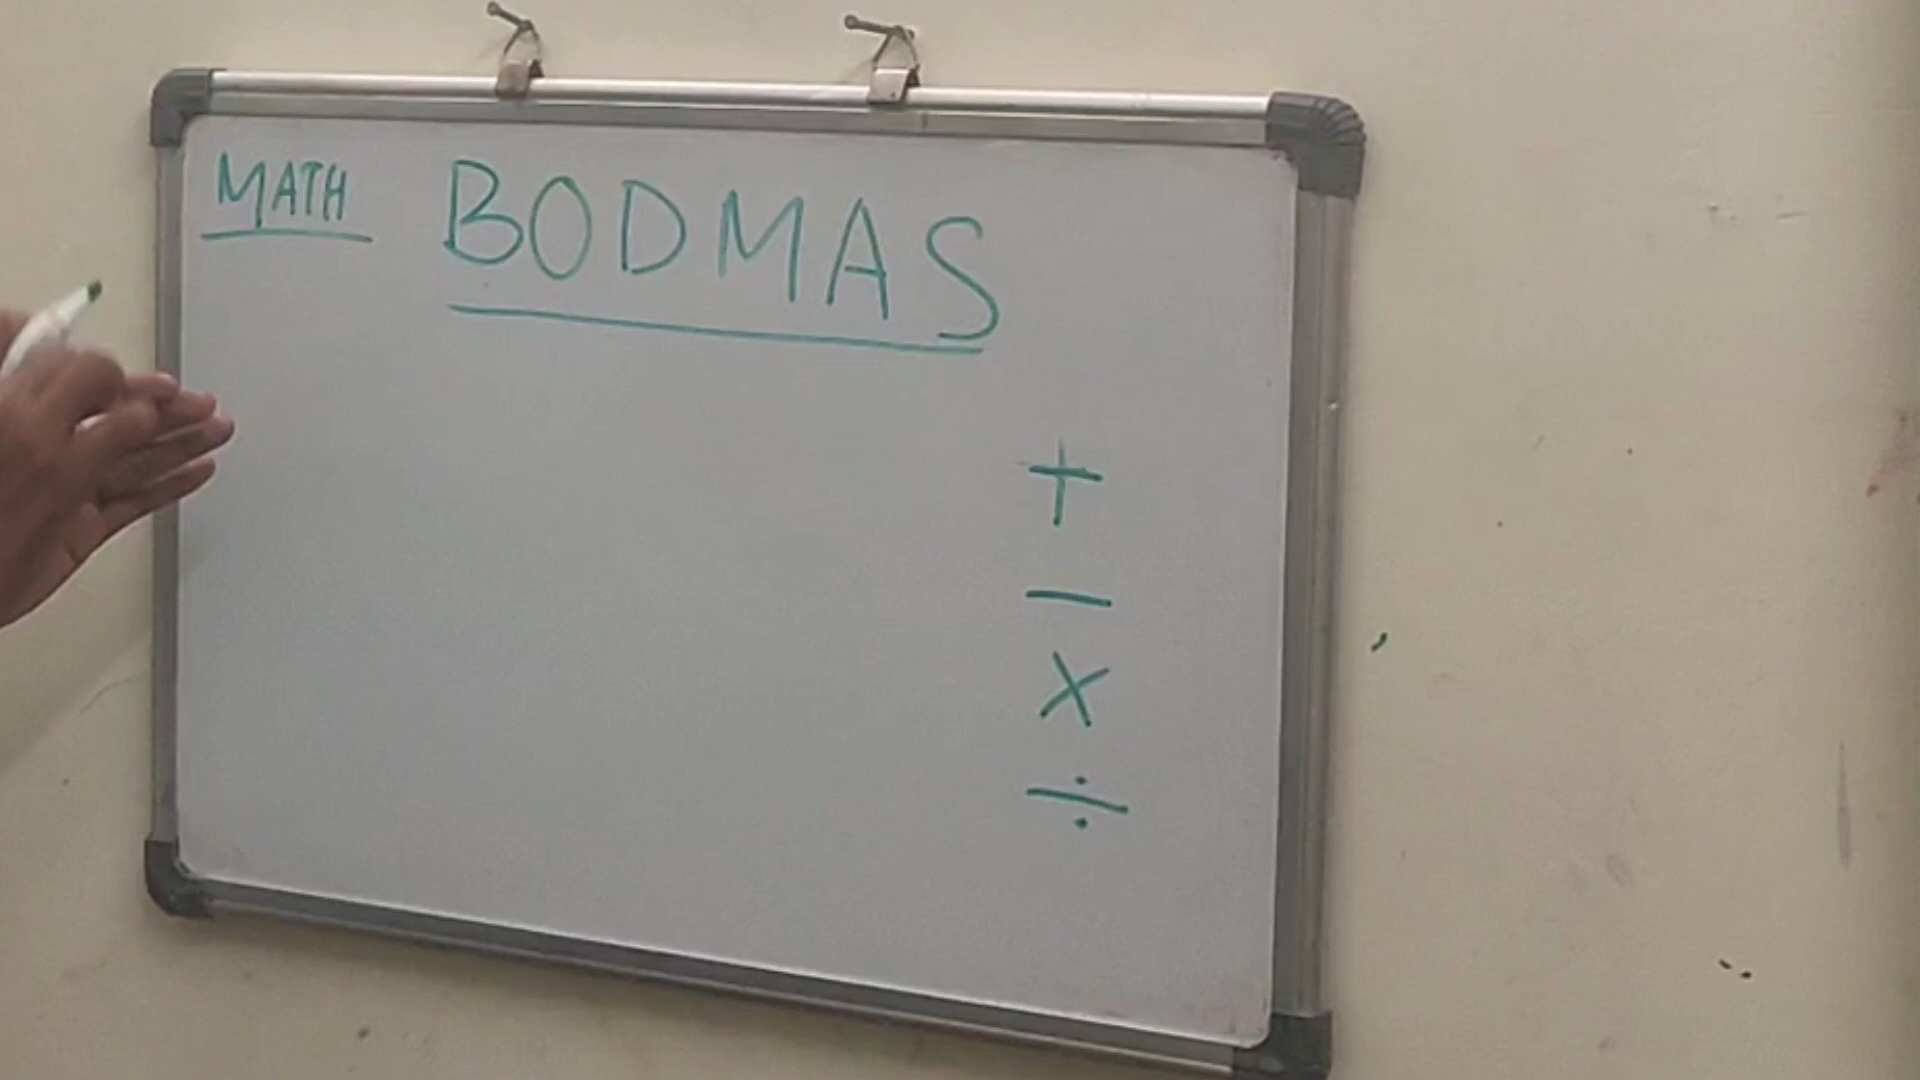 MATH BODMAS
+
−
×
÷